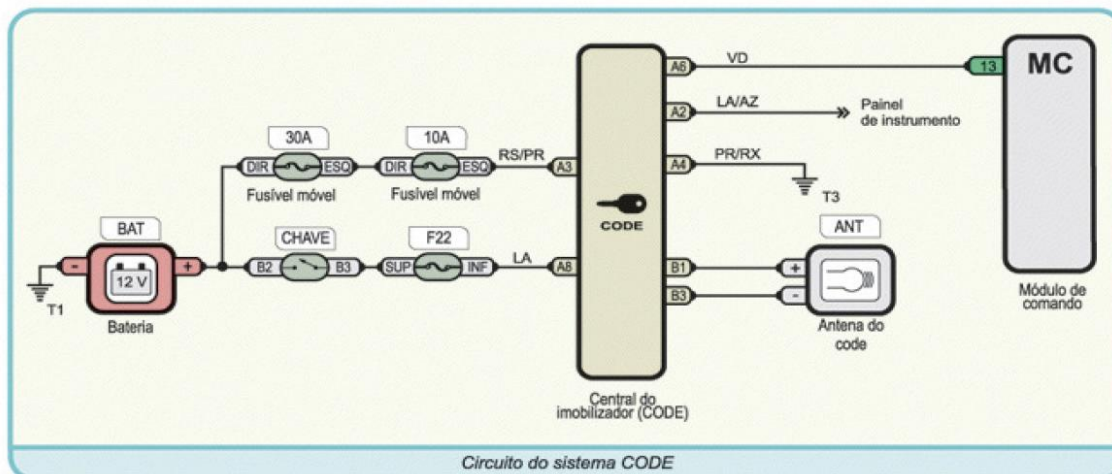 VD
A6
13
MC
LA/AZ
A2
Painel
de instrumento
30A
10A
DIR
ESQ
DIR
ESQ
RS/PR
A3
Fusível móvel
Fusível móvel
PR/RX
A4
T3
CODE
BAT
CHAVE
F22
ANT
-
+
12 V
B2
B3
SUP
INF
LA
A8
B1
+
B3
-
T1
Bateria
Antena do
code
Módulo de
comando
Central do
imobilizador (CODE)
Circuito do sistema CODE